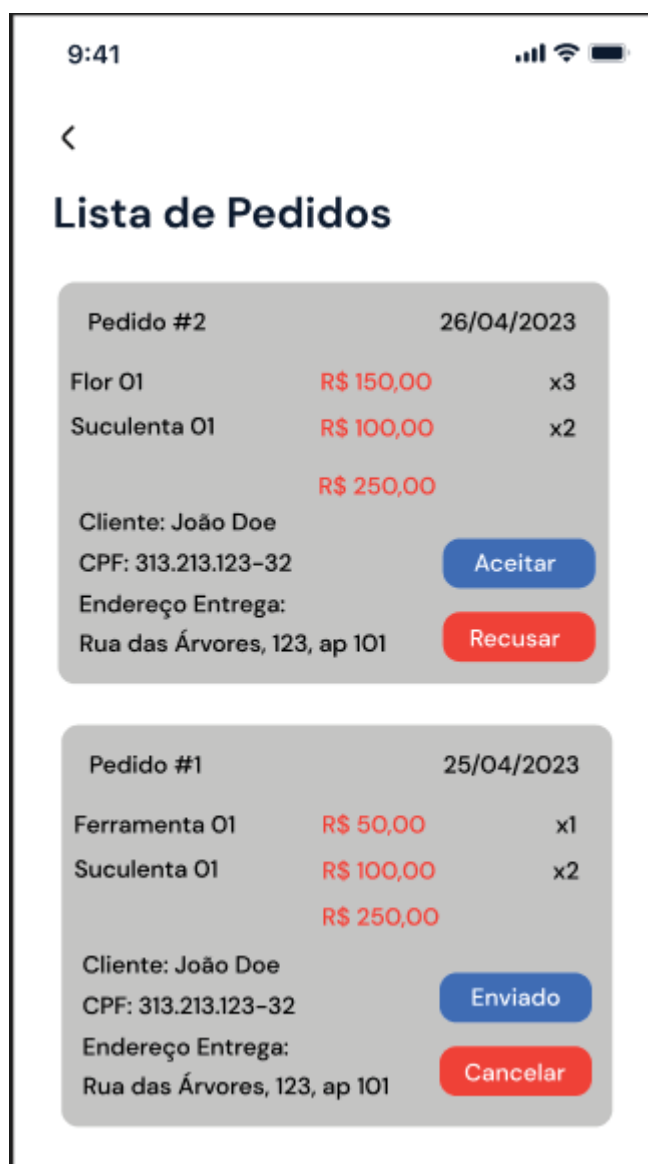 9:41
Lista de Pedidos
Pedido #2 26/04/2023
Flor 01 R$ 150,00 x3
Suculenta 01 R$ 100,00 x2
R$ 250,00
Cliente: João Doe
CPF: 313.213.123-32
Aceitar
Endereço Entrega:
Rua das Árvores, 123, ap 101
Recusar
Pedido #1 25/04/2023
Ferramenta 01 R$ 50,00 x1
Suculenta 01 R$ 100,00 x2
R$ 250,00
Cliente: João Doe
CPF: 313.213.123-32
Enviado
Endereço Entrega:
Rua das Árvores, 123, ap 101
Cancelar